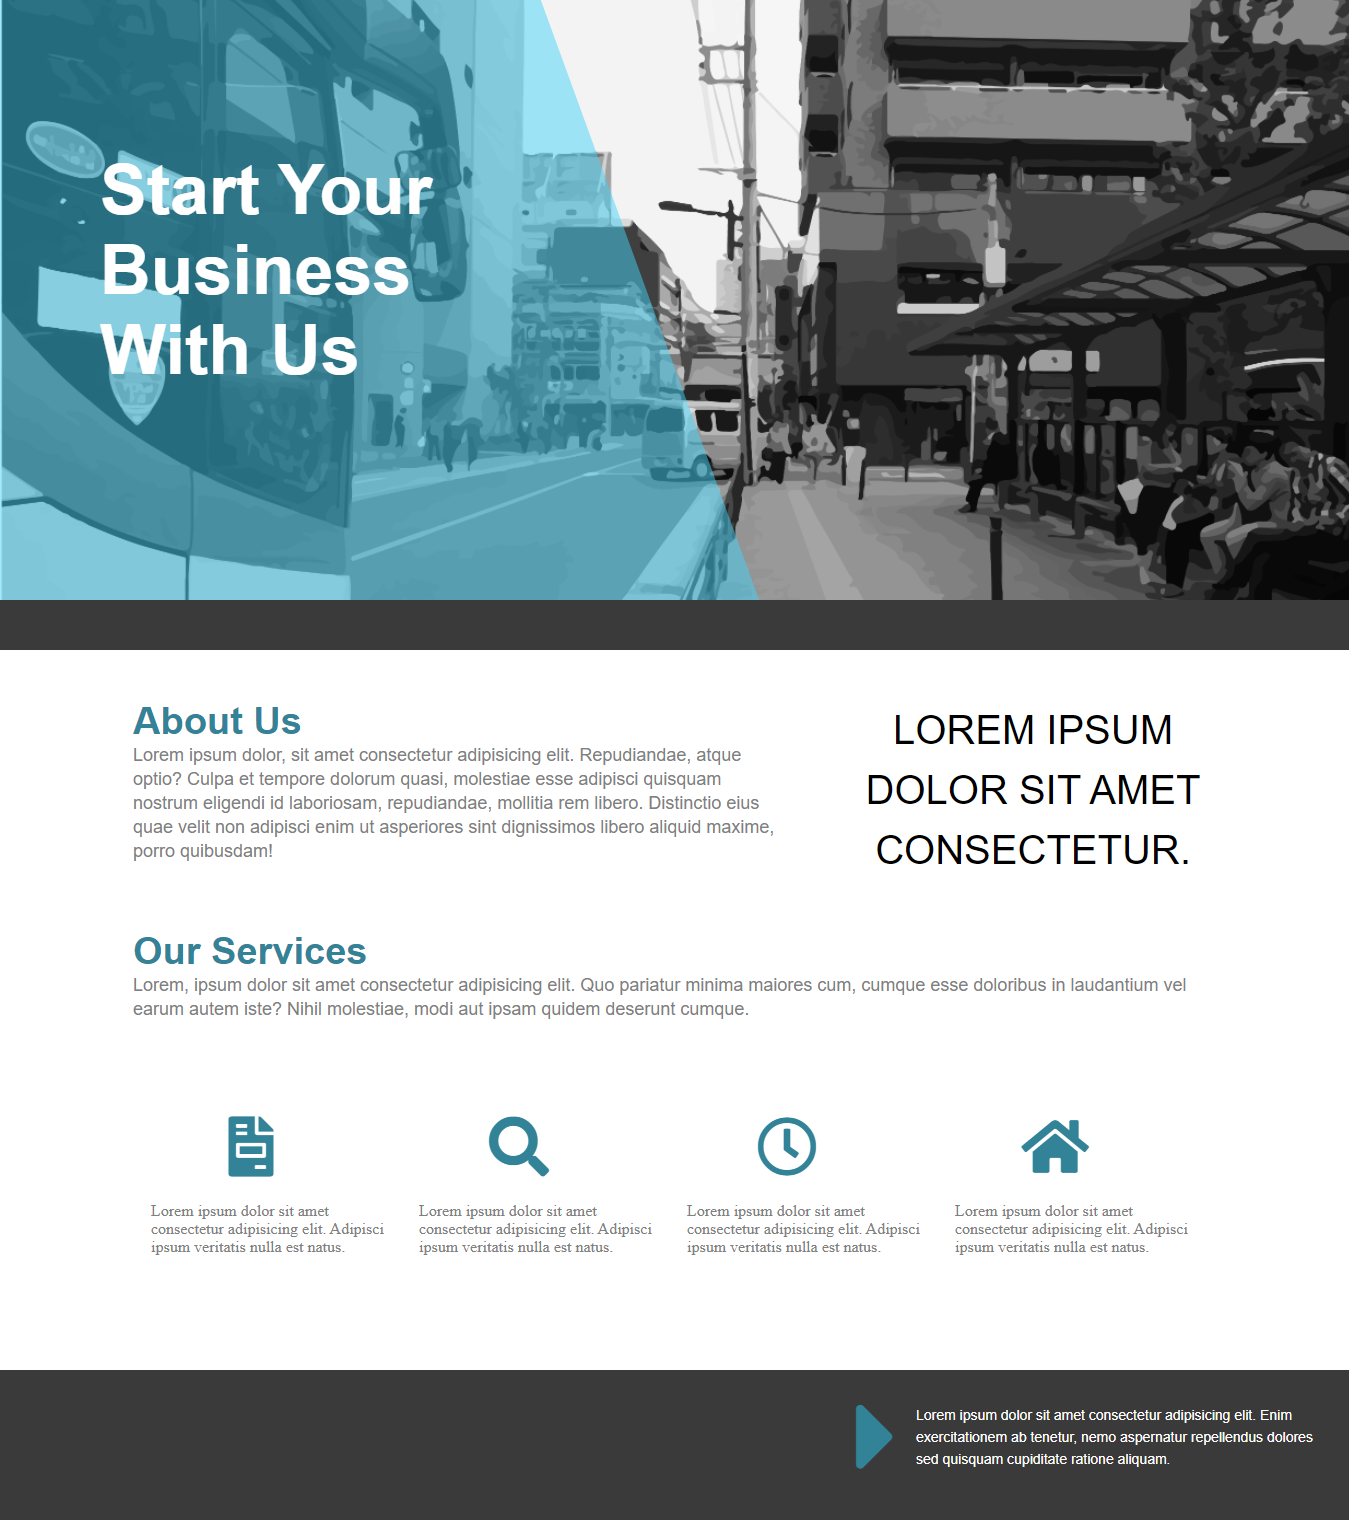 Start Your
Business
With Us
About Us
Lorem ipsum dolor, sit amet consectetur adipisicing elit. Repudiandae, atque
optio? Culpa et tempore dolorum quasi, molestiae esse adipisci quisquam
nostrum eligendi id laboriosam, repudiandae, mollitia rem libero. Distinctio eius
quae velit non adipisci enim ut asperiores sint dignissimos libero aliquid maxime,
porro quibusdam!
LOREM IPSUM
DOLOR SIT AMET
CONSECTETUR.
Our Services
Lorem, ipsum dolor sit amet consectetur adipisicing elit. Quo pariatur minima maiores cum, cumque esse doloribus in laudantium vel
earum autem iste? Nihil molestiae, modi aut ipsam quidem deserunt cumque.
Lorem ipsum dolor sit amet
consectetur adipisicing elit. Adipisci
ipsum veritatis nulla est natus.
Lorem ipsum dolor sit amet
consectetur adipisicing elit. Adipisci
ipsum veritatis nulla est natus.
Lorem ipsum dolor sit amet
consectetur adipisicing elit. Adipisci
ipsum veritatis nulla est natus.
Lorem ipsum dolor sit amet
consectetur adipisicing elit. Adipisci
ipsum veritatis nulla est natus.
Lorem ipsum dolor sit amet consectetur adipisicing elit. Enim
exercitationem ab tenetur, nemo aspernatur repellendus dolores
sed quisquam cupiditate ratione aliquam.